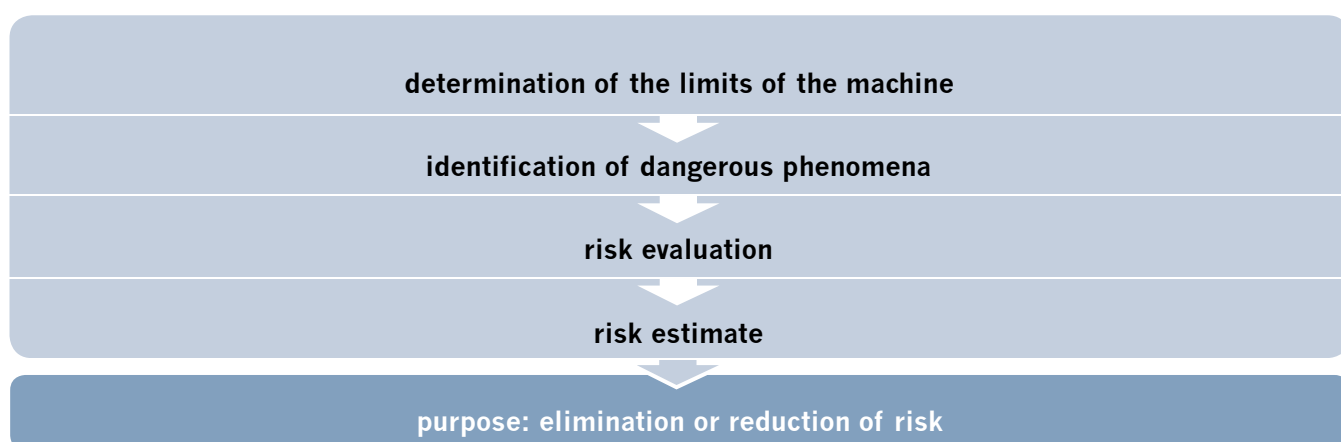 determination of the limits of the machine
identification of dangerous phenomena
risk evaluation
risk estimate
purpose: elimination or reduction of risk